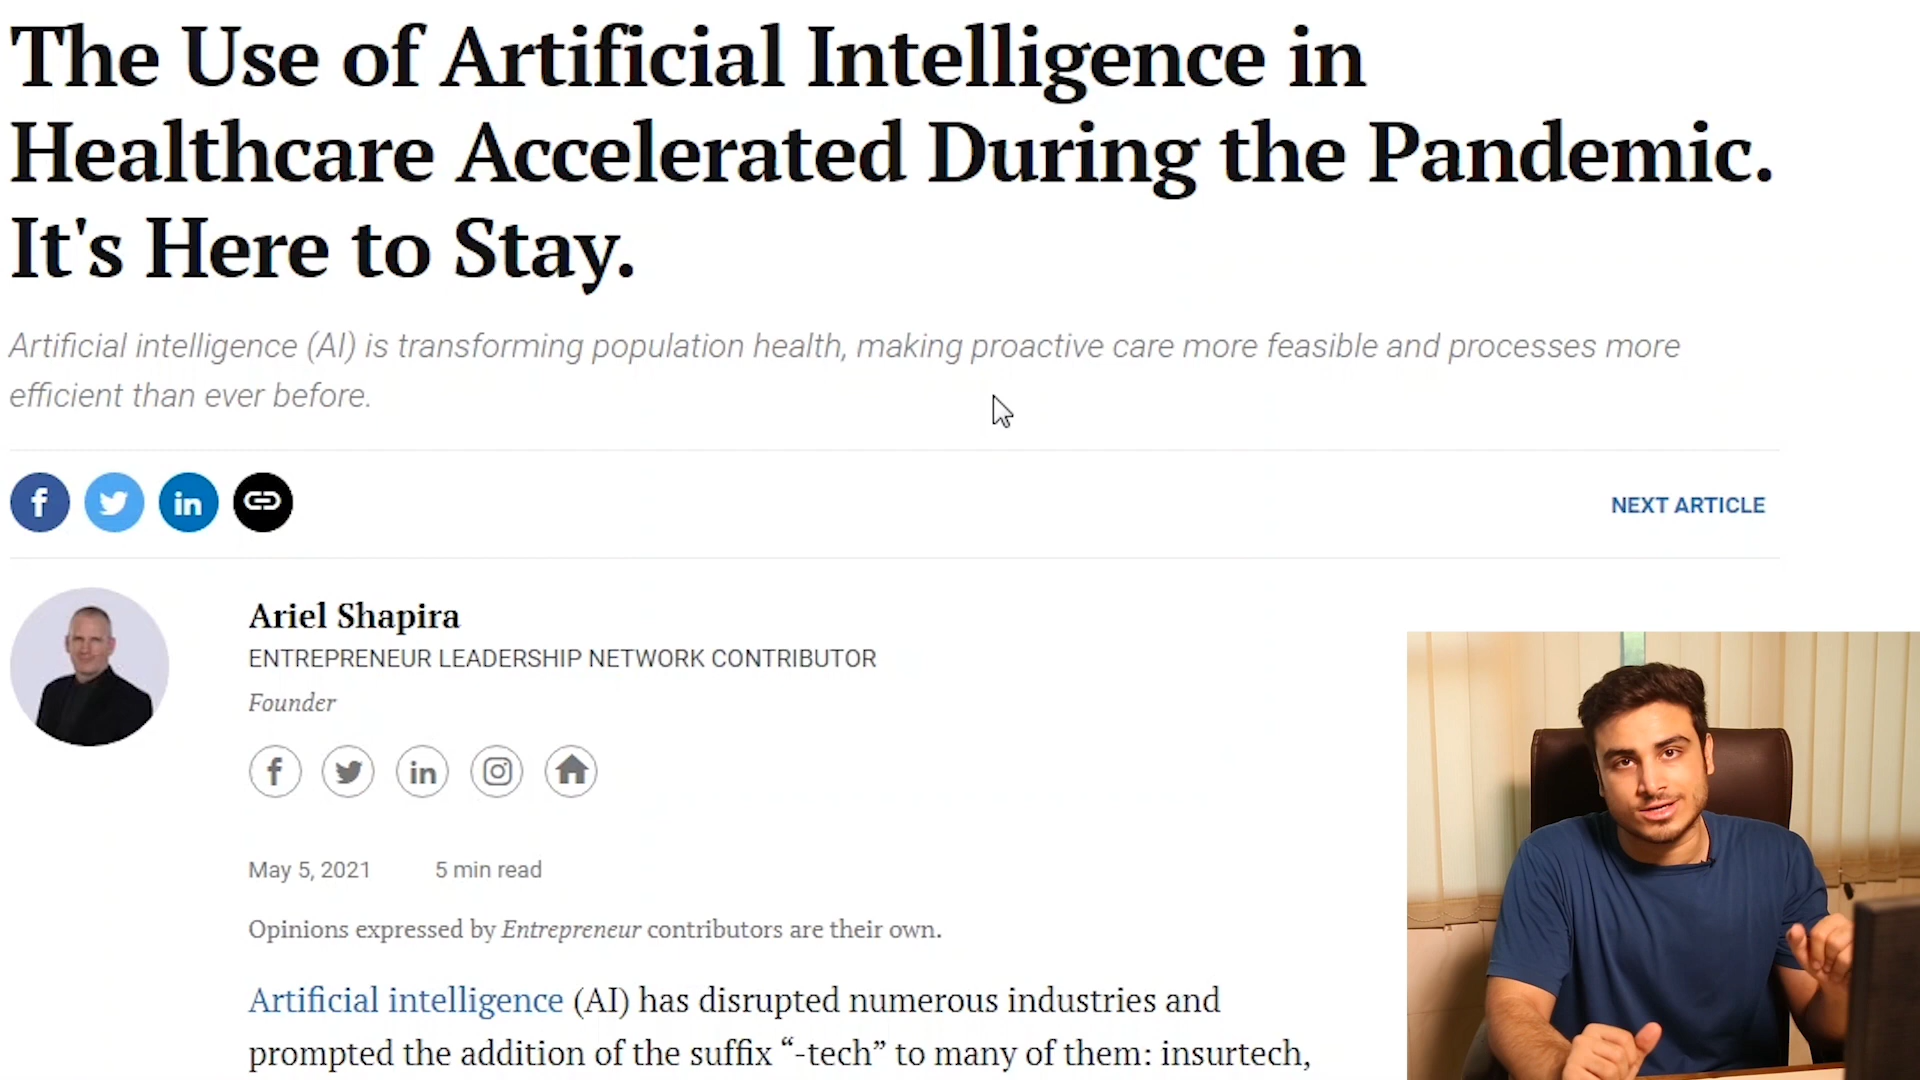 The Use of Artificial Intelligence in
Healthcare Accelerated During the Pandemic.
It's Here to Stay.
Artificial intelligence (AI) is transforming population health, making proactive care more feasible and processes more
efficient than ever before.
NEXT ARTICLE
Ariel Shapira
ENTREPRENEUR LEADERSHIP NETWORK CONTRIBUTOR
Founder
May 5, 2021 5 min read
Opinions expressed by Entrepreneur contributors are their own.
Artificial intelligence (AI) has disrupted numerous industries and
prompted the addition of the suffix “-tech” to many of them: insurtech,